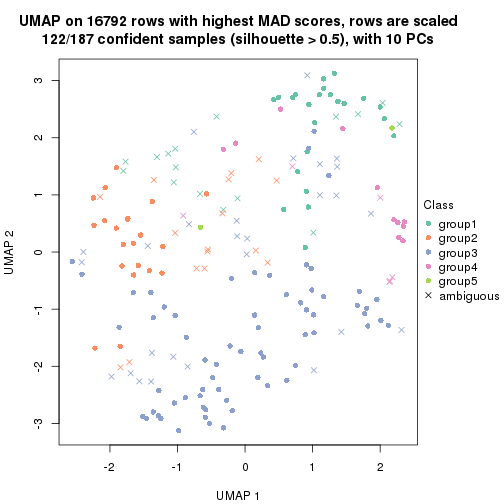 UMAP on 16792 rows with highest MAD scores, rows are scaled
122/187 confident samples (silhouette > 0.5), with 10 PCs
3
2
1
0
-1
-2
-3
UMAP 2
-2
-1
0
1
2
UMAP 1
Class
group1
group2
group3
group4
group5
ambiguous